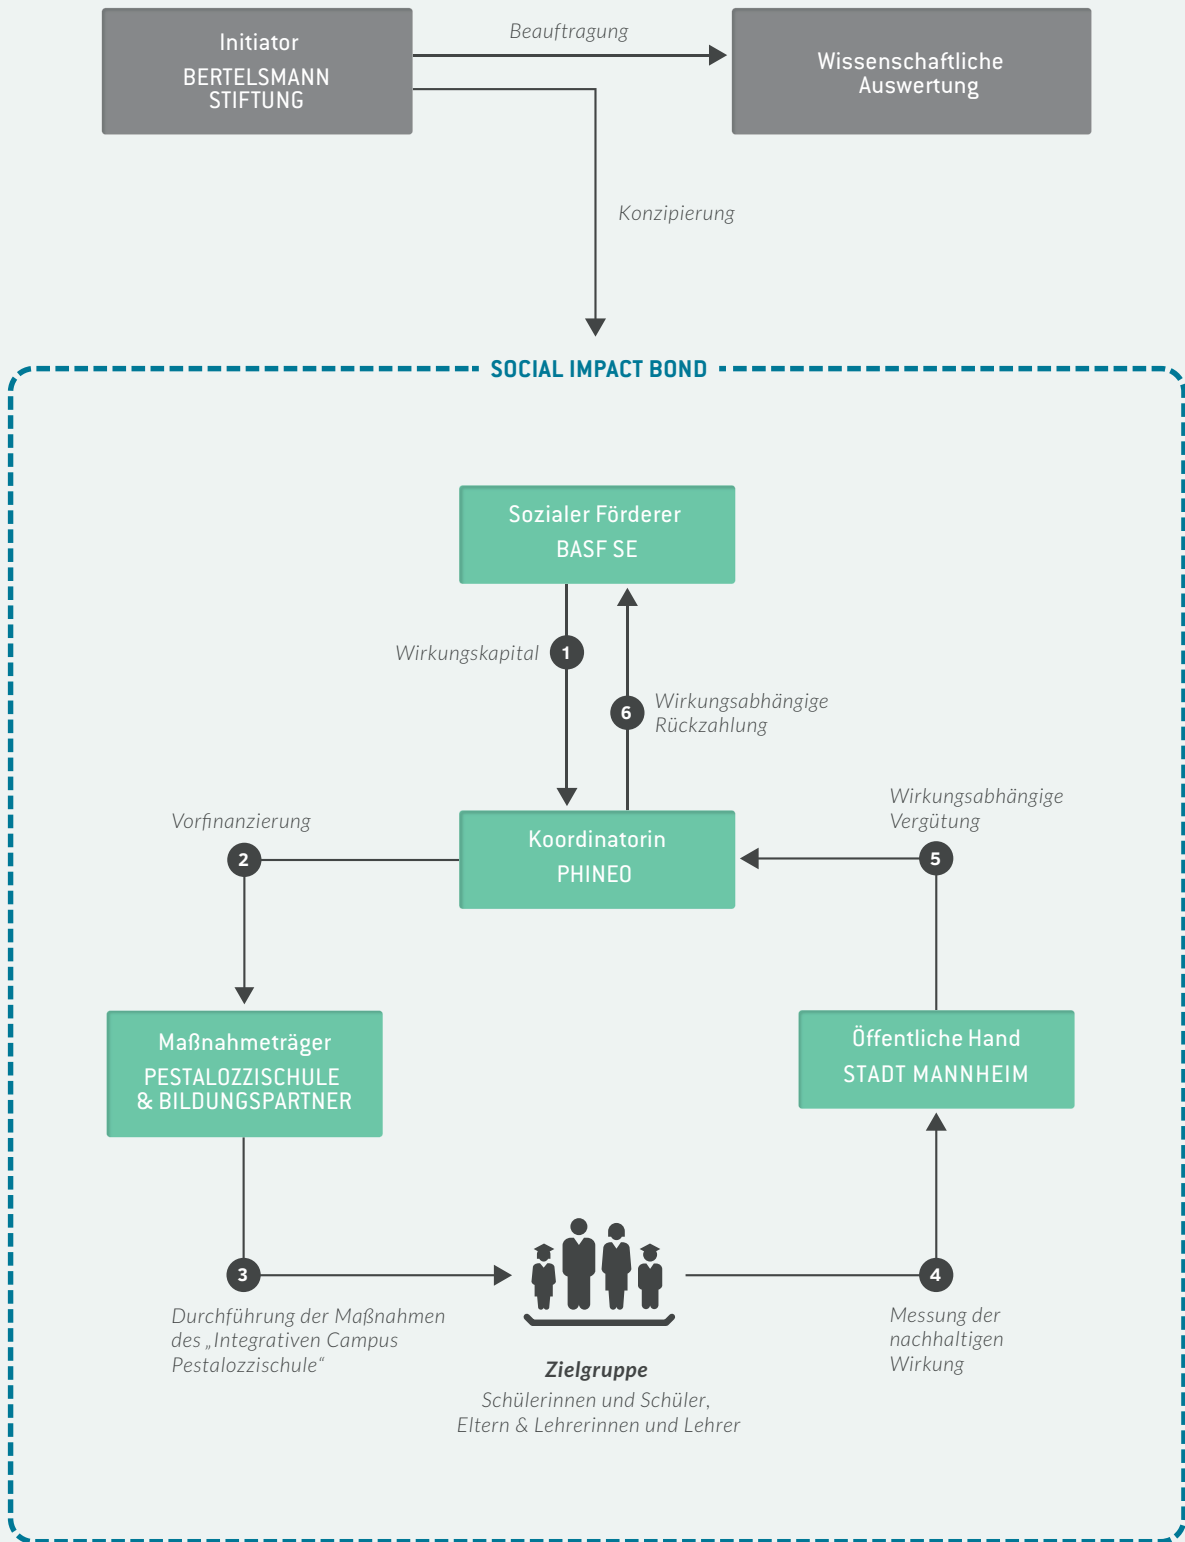 Initiator
BERTELSMANN
STIFTUNG
Beauftragung
Wissenschaftliche
Auswertung
Konzipierung
SOCIAL IMPACT BOND
Sozialer Förderer
BASF SE
Wirkungskapital
1
6
Wirkungsabhängige
Rückzahlung
Vorfinanzierung
2
Koordinatorin
PHINEO
Wirkungsabhängige
Vergütung
5
Maßnahmeträger
PESTALOZZISCHULE
& BILDUNGSPARTNER
Öffentliche Hand
STADT MANNHEIM
3
Durchführung der Maßnahmen
des „Integrativen Campus
Pestalozzischule“
4
Messung der
nachhaltigen
Wirkung
Zielgruppe
Schülerinnen und Schüler,
Eltern & Lehrerinnen und Lehrer